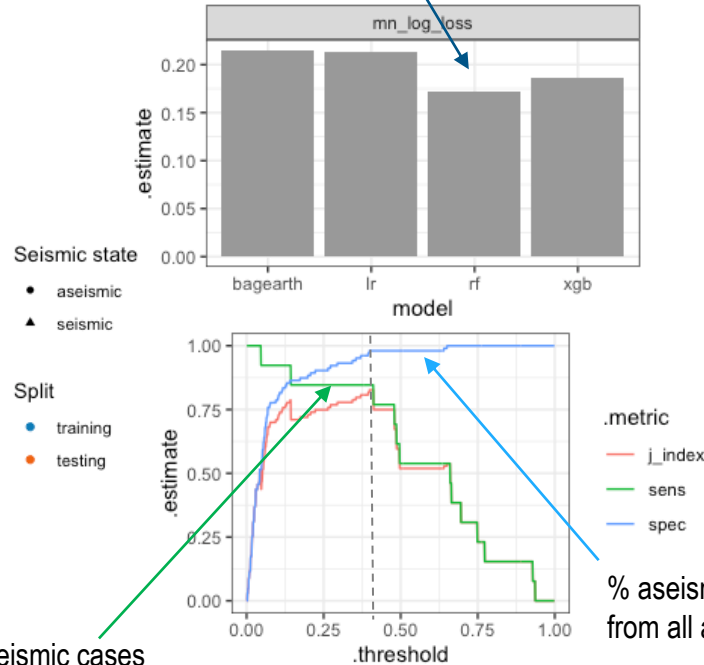 mn_log_loss
0.20
0.15
0.10
0.05
0.00
.estimate
bagearth lr rf xgb
model
Seismic state
aseismic
seismic
Split
training
testing
1.00
0.75
0.50
0.25
0.00
.estimate
0.00 0.25 0.50 0.75 1.00
.threshold
.metric
j_index
sens
spec
% aseism
from all a
eismic cases